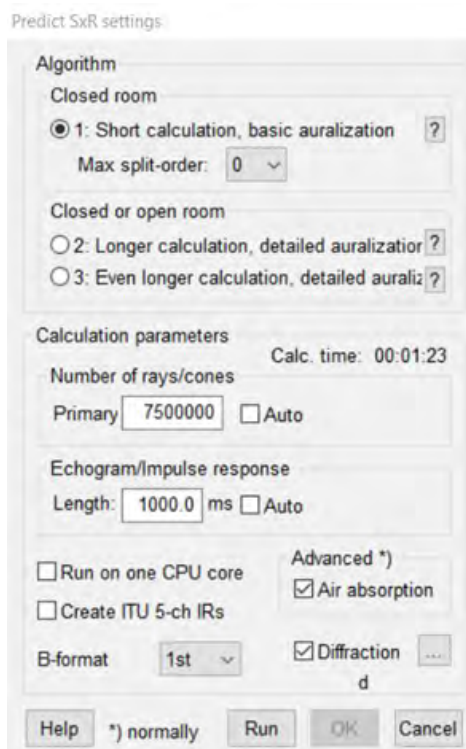 Predict SxR settings
Algorithm
Closed room
1: Short calculation, basic auralization ?
Max split-order: 0
Closed or open room
2: Longer calculation, detailed auralization ?
3: Even longer calculation, detailed auraliz ?
Calculation parameters
Calc. time: 00:01:23
Number of rays/cones
Primary 7500000 Auto
Echogram/Impulse response
Length: 1000.0 ms Auto
Run on one CPU core
Advanced *)
Air absorption
Create ITU 5-ch IRs
B-format 1st
Diffraction ...
d
Help *) normally Run OK Cancel